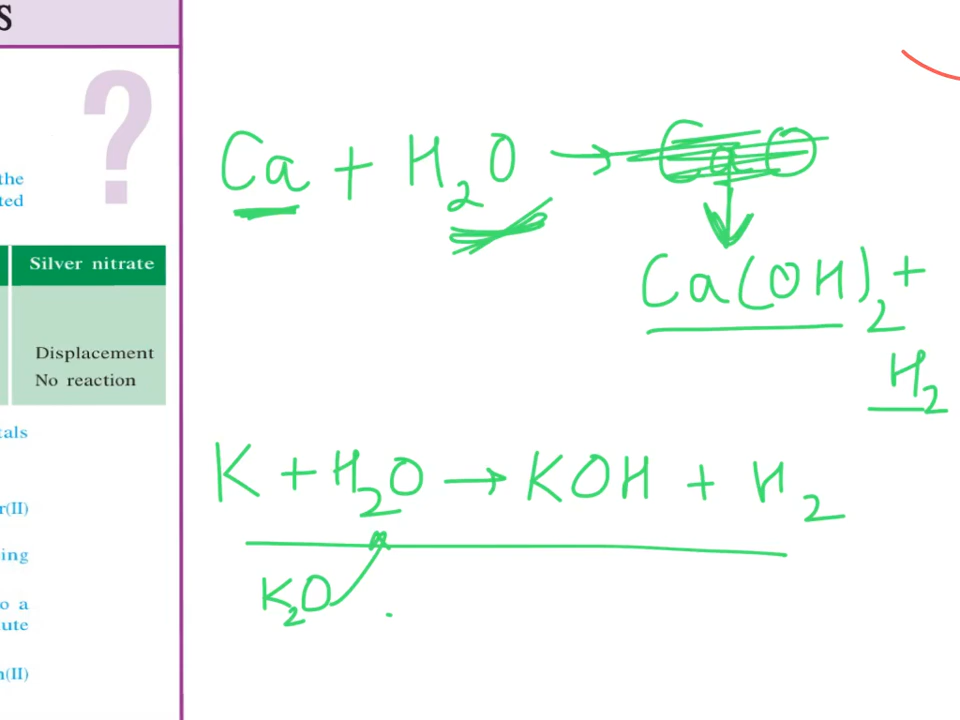 S
?
the
ted
Silver nitrate
Displacement
No reaction
tals
r(II)
ing
o a
ute
n(II)
Ca + H₂O → CaO
Ca(OH)₂ +
H₂
K + H₂O → KOH + H₂
K₂O